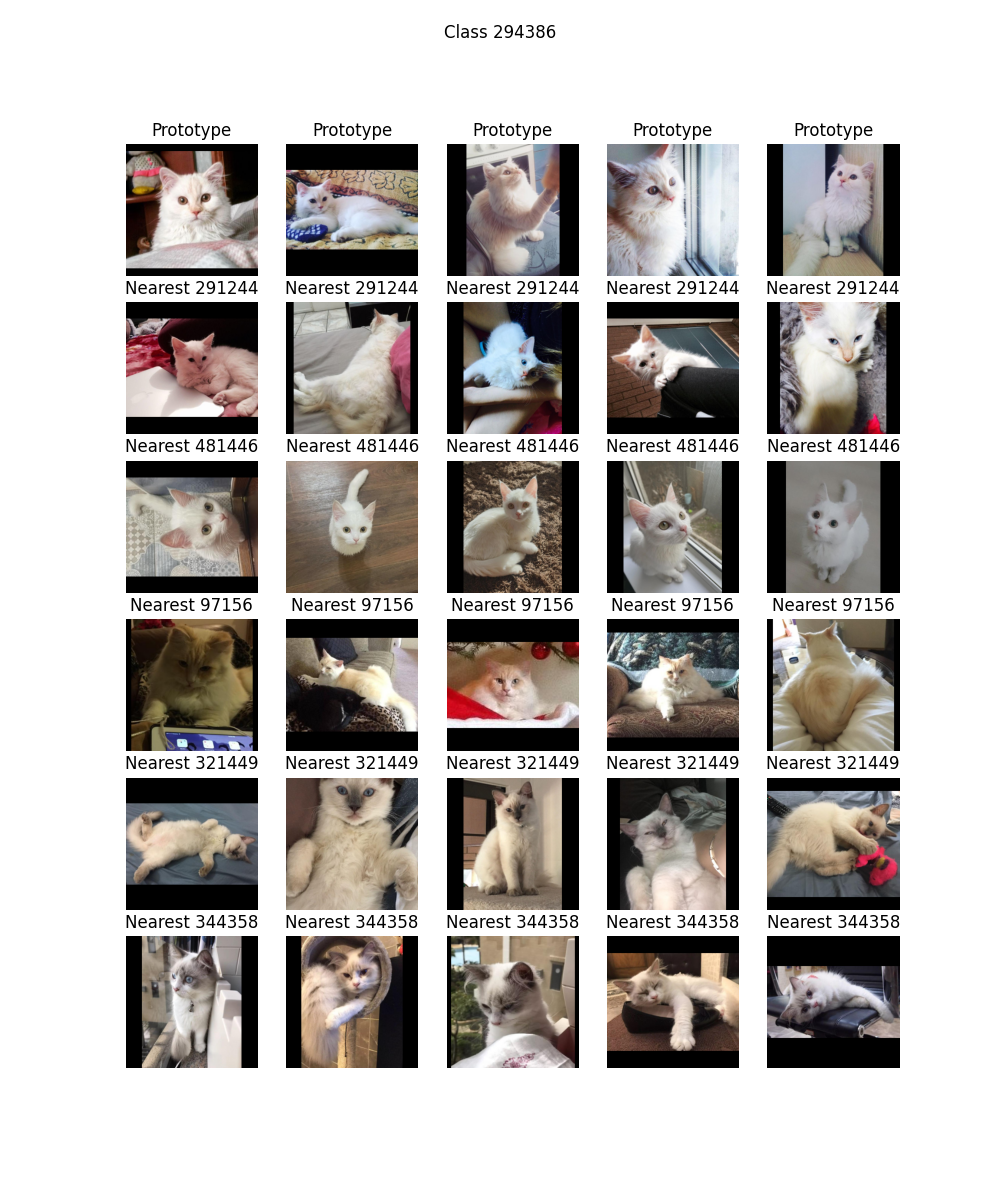 Class 294386
Prototype Prototype Prototype Prototype Prototype
Nearest 291244 Nearest 291244 Nearest 291244 Nearest 291244 Nearest 291244
Nearest 481446 Nearest 481446 Nearest 481446 Nearest 481446 Nearest 481446
Nearest 97156 Nearest 97156 Nearest 97156 Nearest 97156 Nearest 97156
Nearest 321449 Nearest 321449 Nearest 321449 Nearest 321449 Nearest 321449
Nearest 344358 Nearest 344358 Nearest 344358 Nearest 344358 Nearest 344358